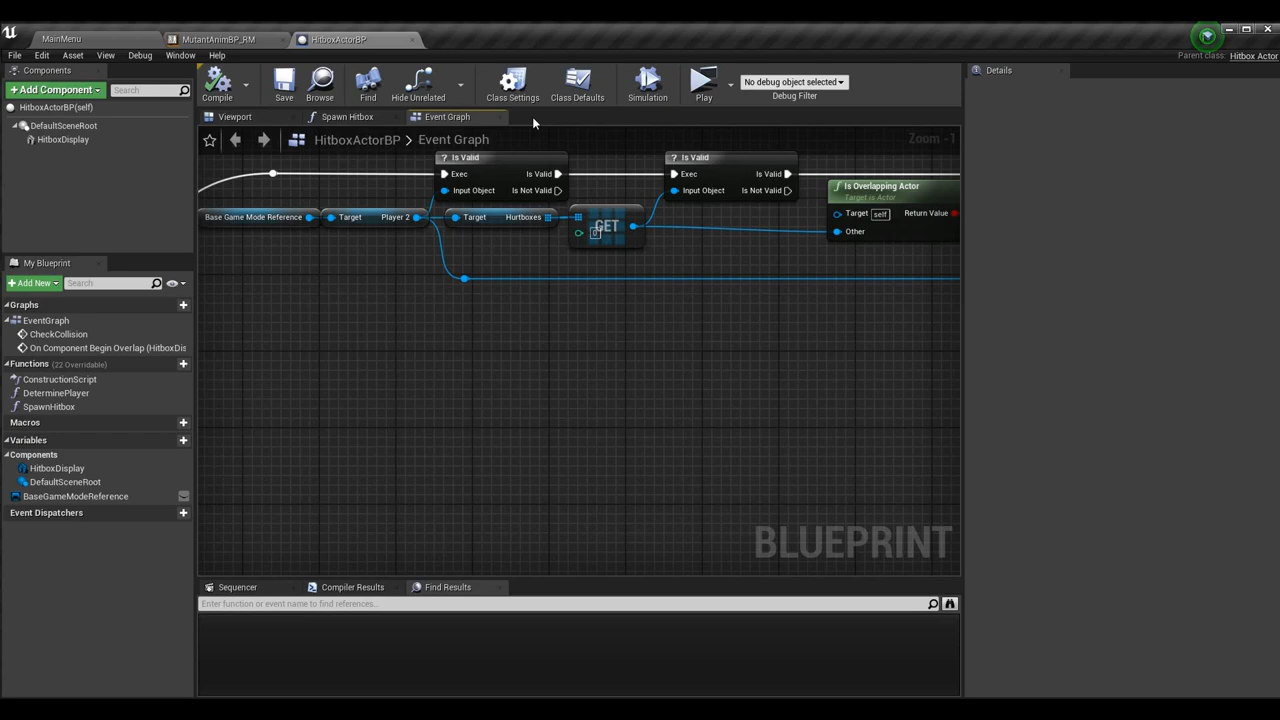 MainMenu
MutantAnimBP_RM
HitboxActorBP
File Edit Asset View Debug Window Help
Parent class: Hitbox Actor
Components
Add Component
Search
HitboxActorBP(self)
DefaultSceneRoot
HitboxDisplay
Compile
Save
Browse
Find
Hide Unrelated
Class Settings
Class Defaults
Simulation
Play
No debug object selected
Debug Filter
Details
Viewport
Spawn Hitbox
Event Graph
HitboxActorBP > Event Graph
Zoom -1
? Is Valid
Exec Is Valid
Input Object Is Not Valid
? Is Valid
Exec Is Valid
Input Object Is Not Valid
f Is Overlapping Actor
Target is Actor
Target self Return Value
Other
Base Game Mode Reference
Target Player 2
Target Hurtboxes
GET
0
BLUEPRINT
My Blueprint
Add New
Search
Graphs
EventGraph
CheckCollision
On Component Begin Overlap (HitboxDis
Functions (22 Overridable)
ConstructionScript
DeterminePlayer
SpawnHitbox
Macros
Variables
Components
HitboxDisplay
DefaultSceneRoot
BaseGameModeReference
Event Dispatchers
Sequencer
Compiler Results
Find Results
Enter function or event name to find references...